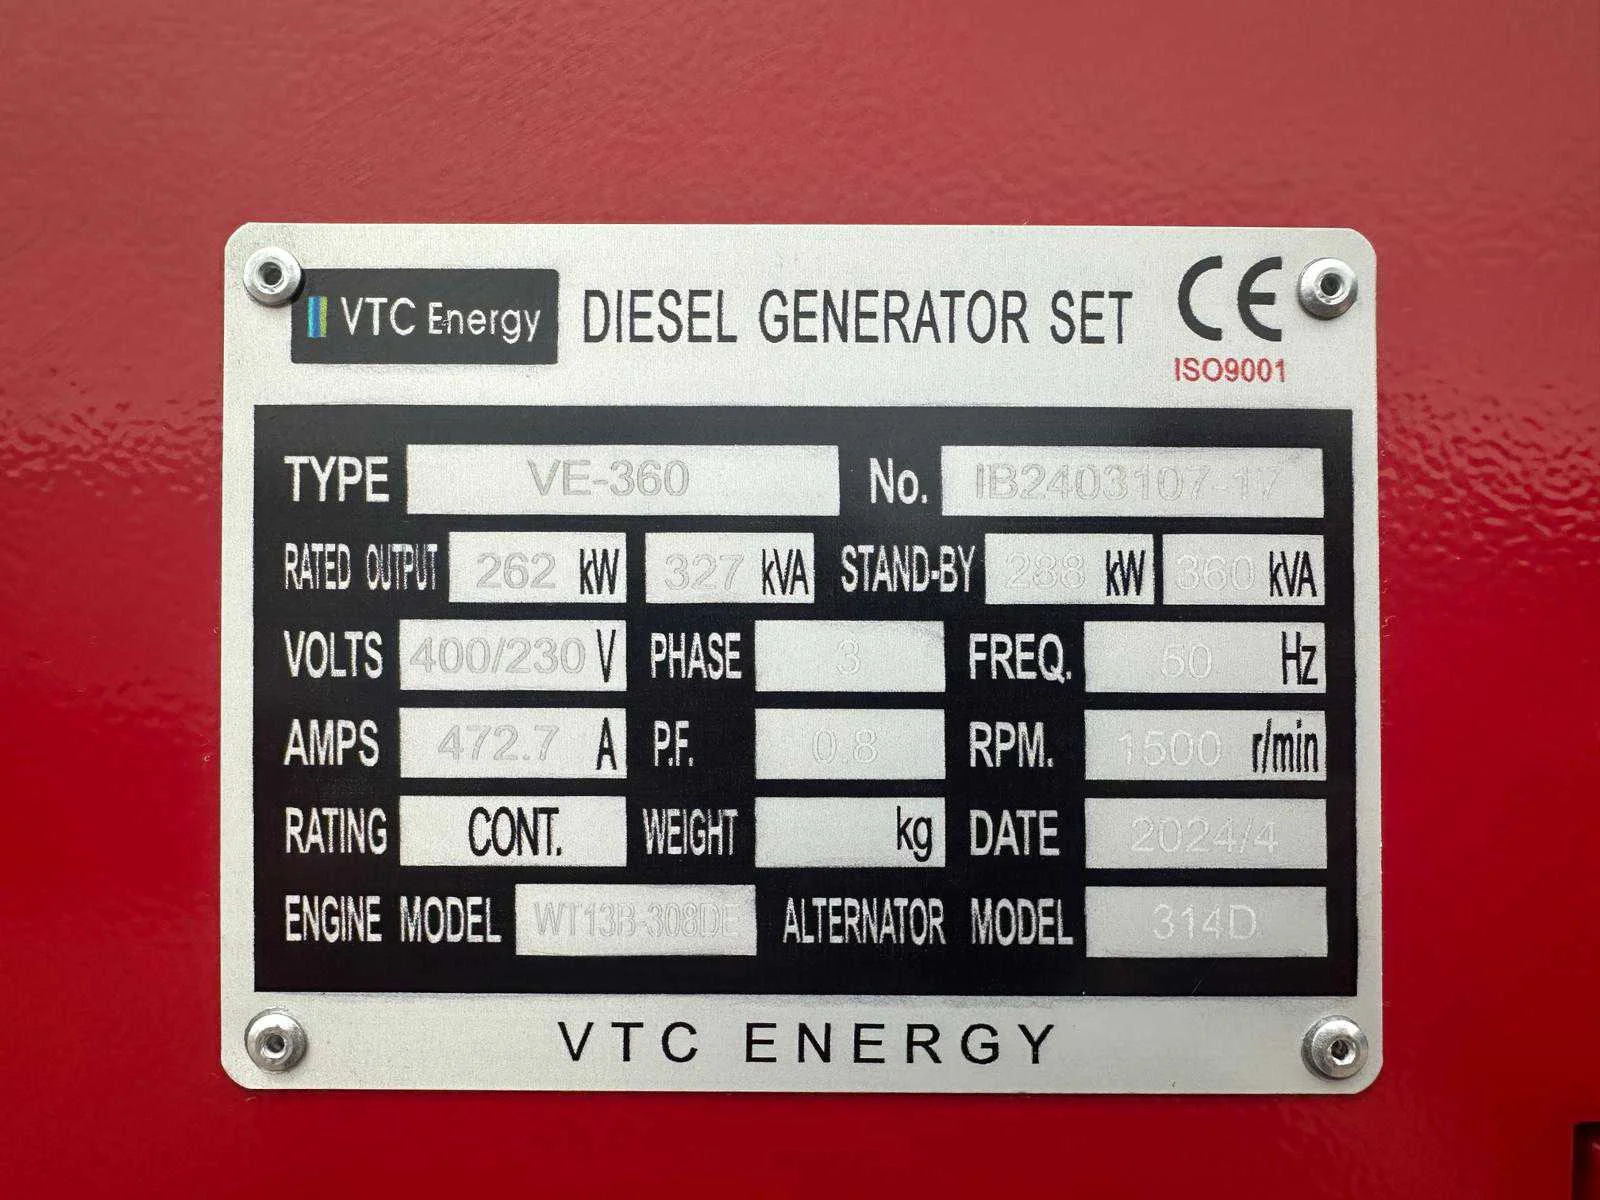 VTC Energy DIESEL GENERATOR SET CE
ISO9001
TYPE VE-360 No. IB2403107-17
RATED OUTPUT 262 kW 327 kVA STAND-BY 288 kW 360 kVA
VOLTS 400/230 V PHASE 3 FREQ. 50 Hz
AMPS 472.7 A P.F. 0.8 RPM. 1500 r/min
RATING CONT. WEIGHT kg DATE 2024/4
ENGINE MODEL WT13B-308DE ALTERNATOR MODEL 314D
VTC ENERGY